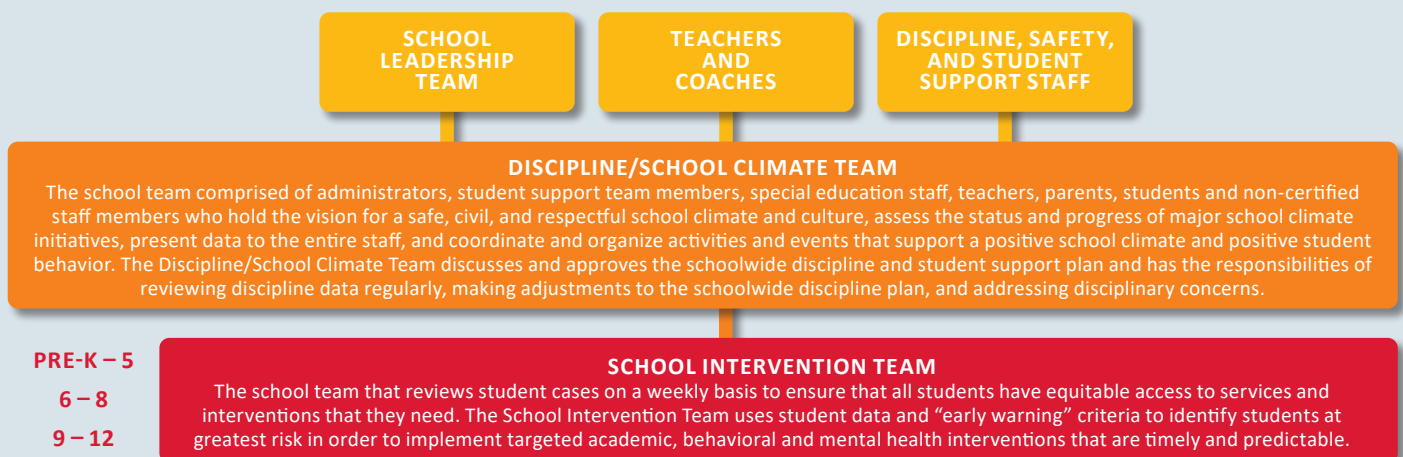 SCHOOL
LEADERSHIP
TEAM
TEACHERS
AND
COACHES
DISCIPLINE, SAFETY,
AND STUDENT
SUPPORT STAFF
DISCIPLINE/SCHOOL CLIMATE TEAM
The school team comprised of administrators, student support team members, special education staff, teachers, parents, students and non-certified
staff members who hold the vision for a safe, civil, and respectful school climate and culture, assess the status and progress of major school climate
initiatives, present data to the entire staff, and coordinate and organize activities and events that support a positive school climate and positive student
behavior. The Discipline/School Climate Team discusses and approves the schoolwide discipline and student support plan and has the responsibilities of
reviewing discipline data regularly, making adjustments to the schoolwide discipline plan, and addressing disciplinary concerns.
PRE-K – 5
6 – 8
9 – 12
SCHOOL INTERVENTION TEAM
The school team that reviews student cases on a weekly basis to ensure that all students have equitable access to services and
interventions that they need. The School Intervention Team uses student data and “early warning” criteria to identify students at
greatest risk in order to implement targeted academic, behavioral and mental health interventions that are timely and predictable.